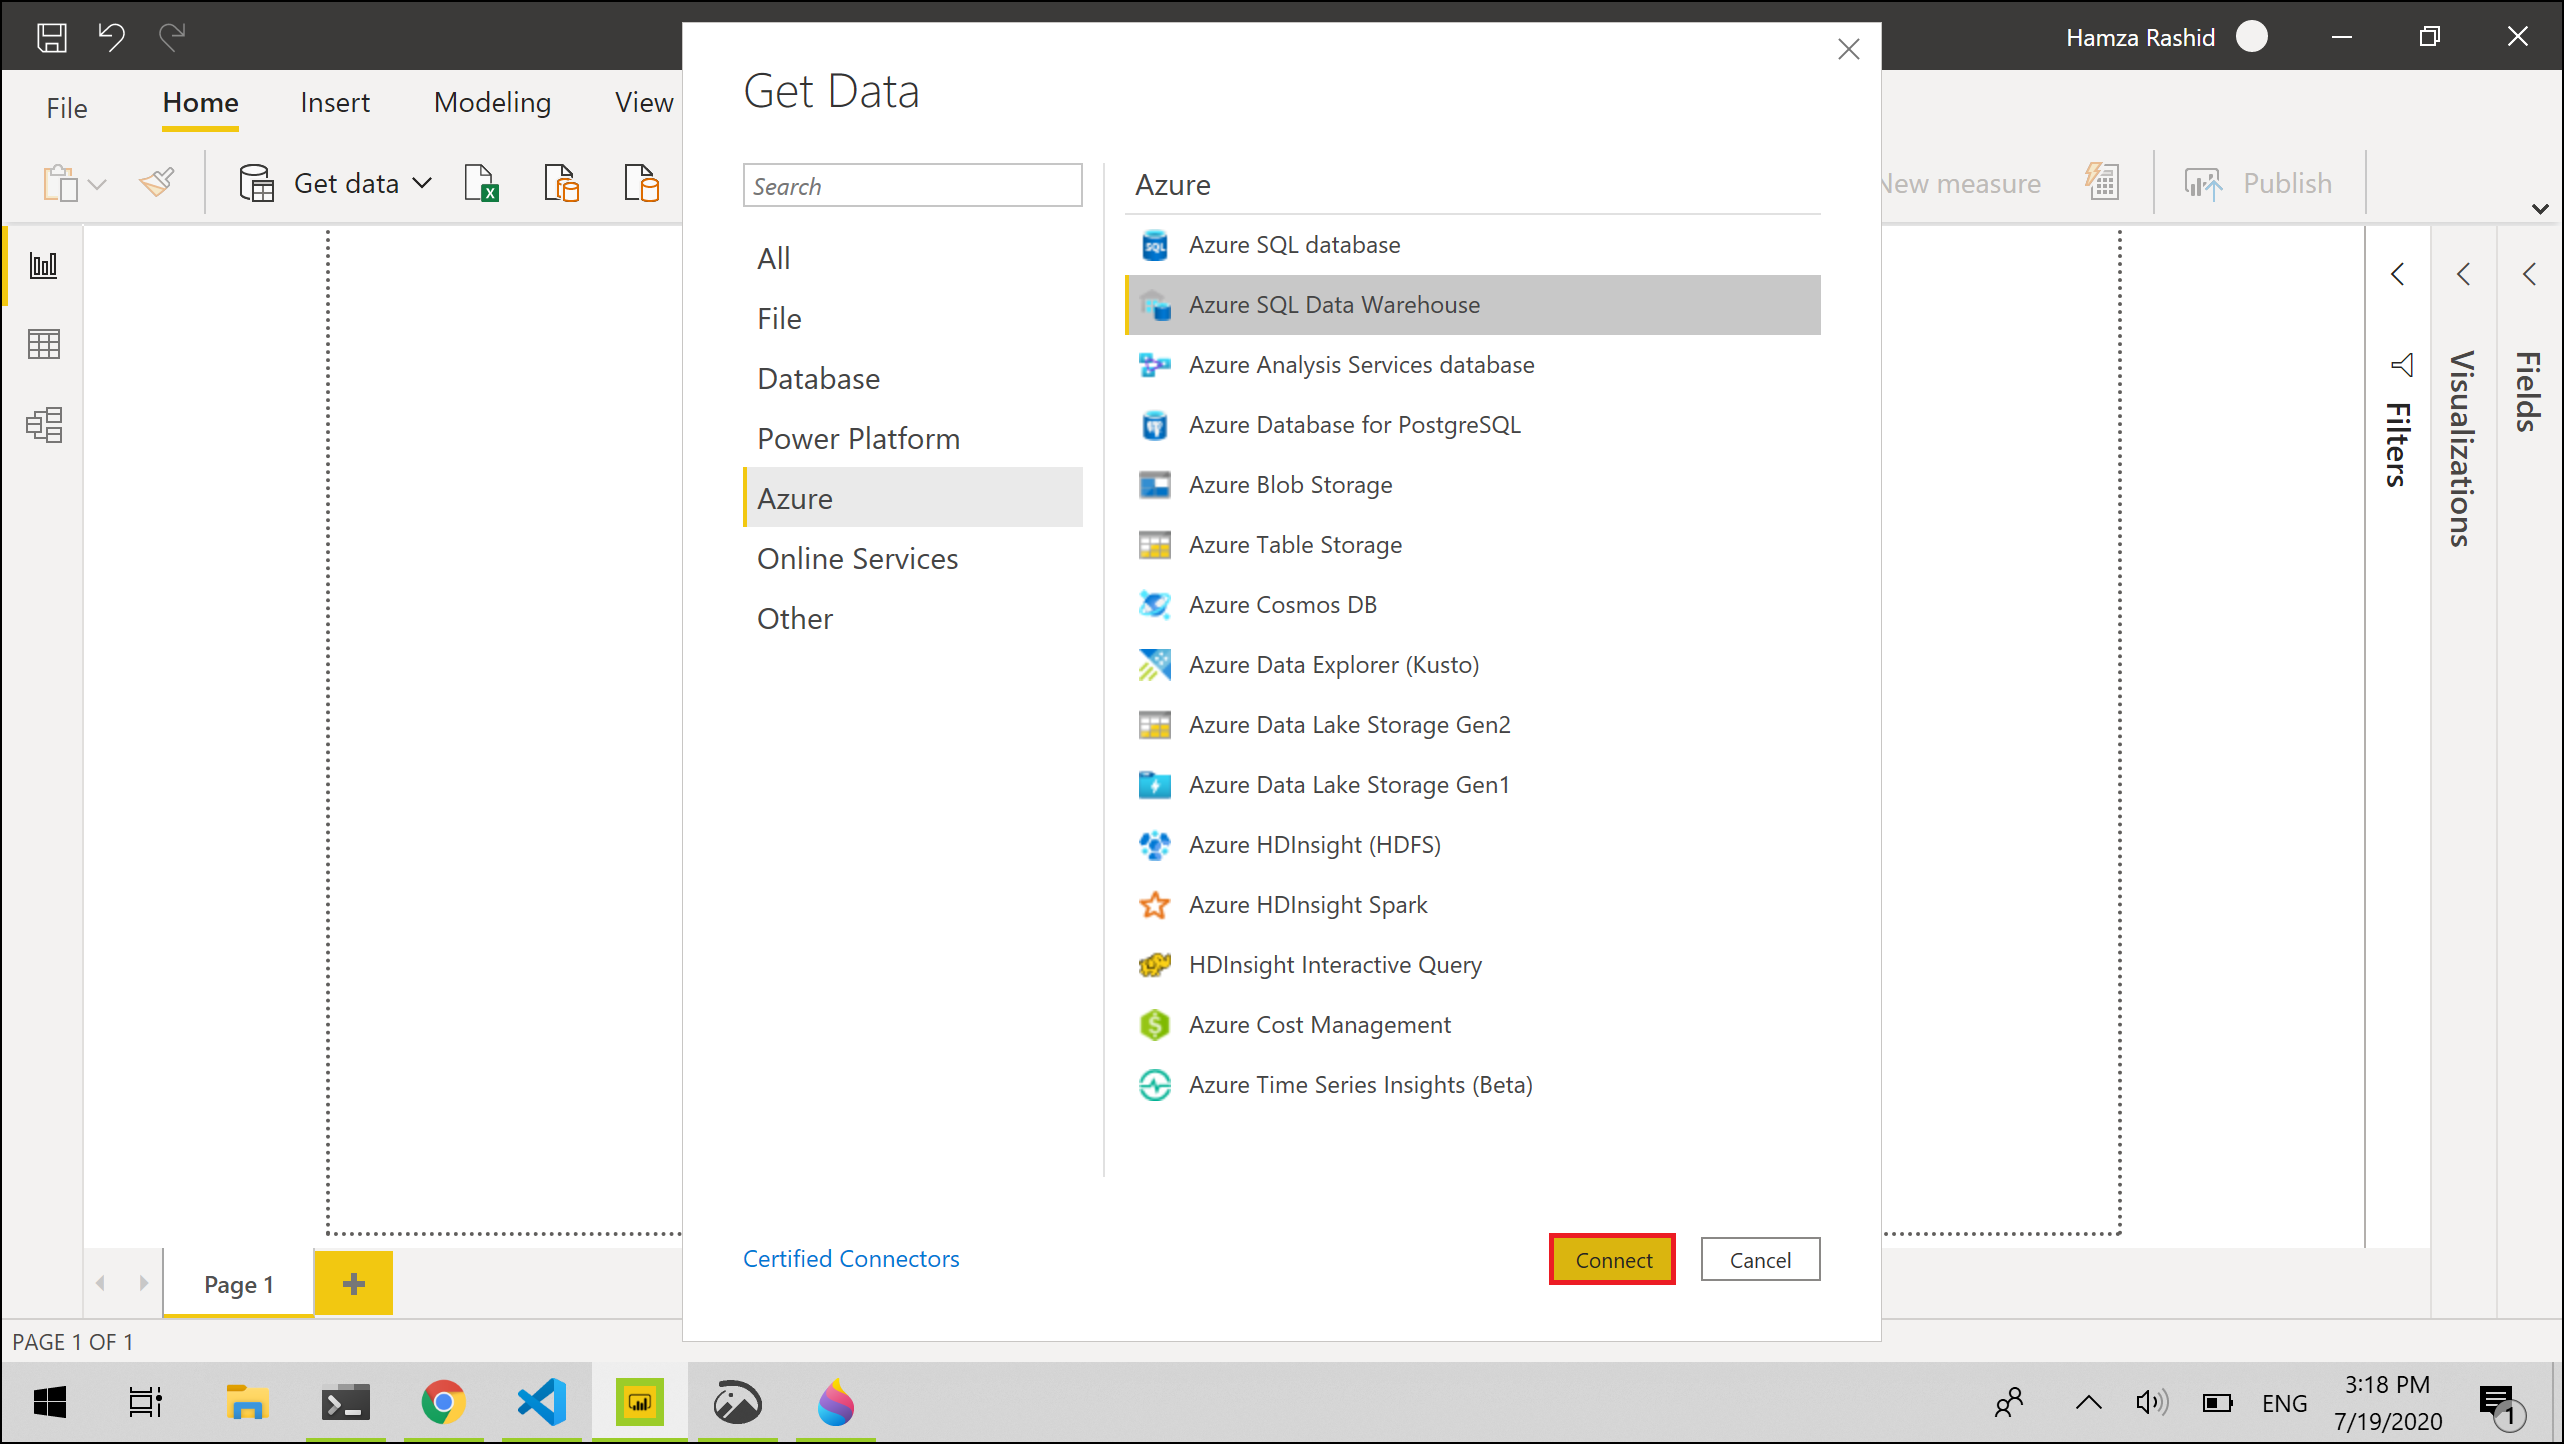 Hamza Rashid
File
Home
Insert
Modeling
View
Get data
New measure
Publish
Get Data
Search
All
File
Database
Power Platform
Azure
Online Services
Other
Azure
Azure SQL database
Azure SQL Data Warehouse
Azure Analysis Services database
Azure Database for PostgreSQL
Azure Blob Storage
Azure Table Storage
Azure Cosmos DB
Azure Data Explorer (Kusto)
Azure Data Lake Storage Gen2
Azure Data Lake Storage Gen1
Azure HDInsight (HDFS)
Azure HDInsight Spark
HDInsight Interactive Query
Azure Cost Management
Azure Time Series Insights (Beta)
Certified Connectors
Connect
Cancel
Filters
Visualizations
Fields
Page 1
PAGE 1 OF 1
ENG
3:18 PM
7/19/2020
1